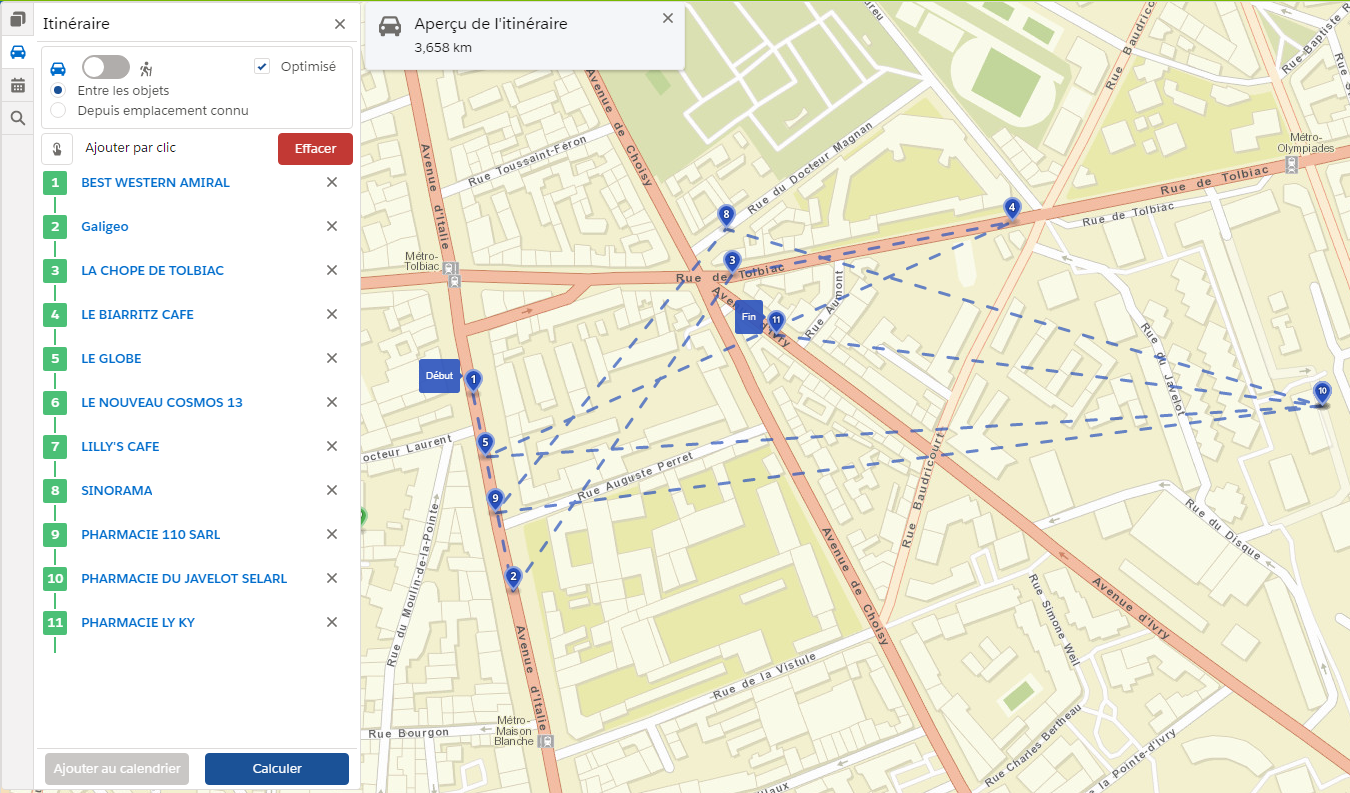 Itinéraire
Optimisé
Entre les objets
Depuis emplacement connu
Ajouter par clic
Effacer
1 BEST WESTERN AMIRAL
2 Galigeo
3 LA CHOPE DE TOLBIAC
4 LE BIARRITZ CAFE
5 LE GLOBE
6 LE NOUVEAU COSMOS 13
7 LILLY'S CAFE
8 SINORAMA
9 PHARMACIE 110 SARL
10 PHARMACIE DU JAVELOT SELARL
11 PHARMACIE LY KY
Ajouter au calendrier
Calculer
Aperçu de l'itinéraire
3,658 km
Avenue de Choisy
Avenue d'Italie
Rue Toussaint-Féron
Rue du Docteur Magnan
Rue Baudric
Rue-Baptiste R
Métro-
Olympiades
Rue de Tolbiac
Rue de Tolbiac
Métro-
Tolbiac
Rue de Tolbiac
8
4
3
Avenue d'Ivry
Fin
11
Rue Aumont
Début
1
5
9
2
10
Rue du Javelot
octeur Laurent
Rue Auguste Perret
Rue Baudricourt
Rue du Moulin-de-la-Pointe
Avenue de Choisy
Rue du Disque
Avenue d'Ivry
Rue Simone Weil
Avenue d'Italie
Rue de la Vistule
Métro-
Maison
Blanche
Rue Bourgon
Rue Charles Bertheau
la Pointe-d'Ivry